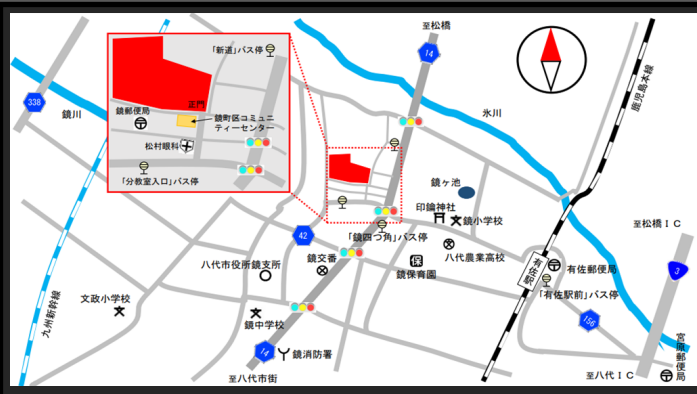 至松橋
14
「新道」バス停
338
鏡川
正門
鏡郵便局
鏡町区コミュニ
ティーセンター
松村眼科
「分教室入口」バス停
氷川
鹿児島本線
鏡ヶ池
印鑰神社
鏡小学校
至松橋ＩＣ
42
「鏡四つ角」バス停
八代農業高校
鏡交番
八代市役所鏡支所
保
鏡保育園
有佐駅
有佐郵便局
3
「有佐駅前」バス停
九州新幹線
文政小学校
鏡中学校
156
14
鏡消防署
宮原郵便局
至八代市街
至八代ＩＣ